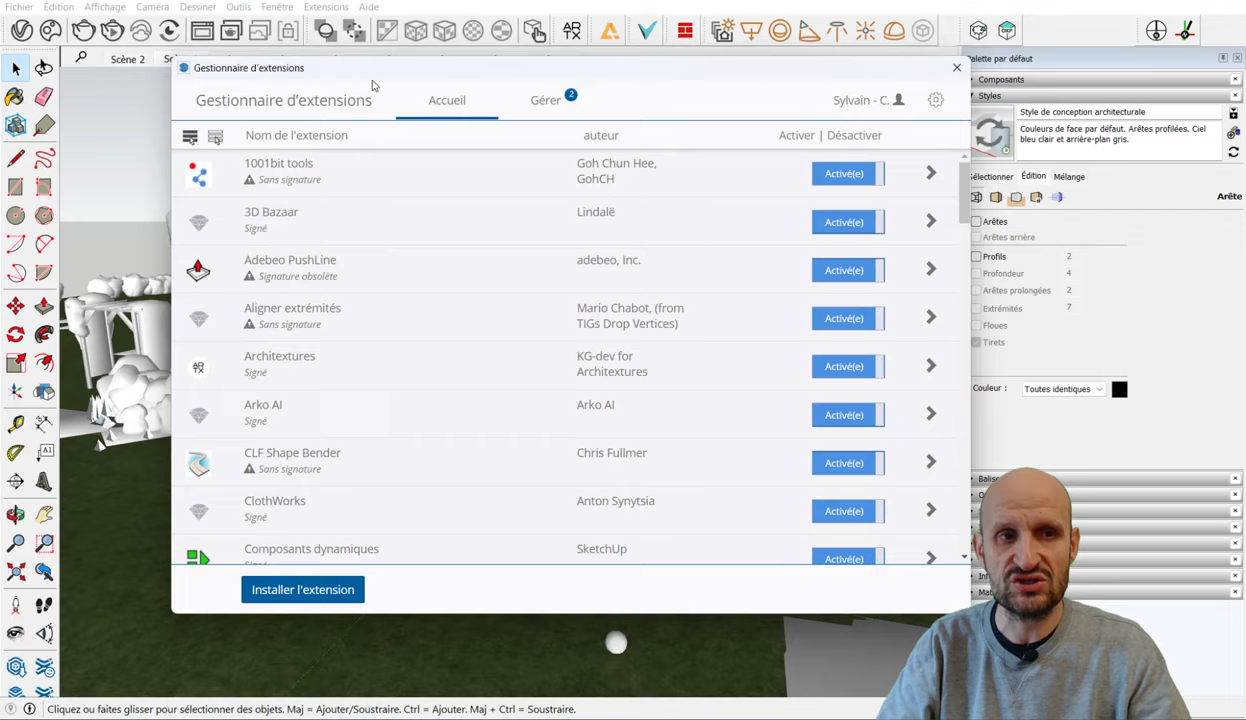 Fichier Édition Affichage Caméra Dessiner Outils Fenêtre Extensions Aide
Scène 2
Gestionnaire d'extensions
Gestionnaire d'extensions Accueil Gérer 2 Sylvain - C.
Nom de l'extension auteur Activer | Désactiver
1001bit tools
Sans signature
Goh Chun Hee,
GohCH
Activé(e)
3D Bazaar
Signé
Lindalë
Activé(e)
Adebeo PushLine
Signature obsolète
adebeo, Inc.
Activé(e)
Aligner extrémités
Sans signature
Mario Chabot, (from
TIGs Drop Vertices)
Activé(e)
Architextures
Signé
KG-dev for
Architextures
Activé(e)
Arko AI
Signé
Arko AI
Activé(e)
CLF Shape Bender
Sans signature
Chris Fullmer
Activé(e)
ClothWorks
Signé
Anton Synytsia
Activé(e)
Composants dynamiques
SketchUp
Activé(e)
Installer l'extension
Palette par défaut
Composants
Styles
Style de conception architecturale
Couleurs de face par défaut. Arêtes profilées. Ciel
bleu clair et arrière-plan gris.
Sélectionner Édition Mélange
Arête
Arêtes
Arêtes arrière
Profils 2
Profondeur 4
Arêtes prolongées 2
Extrémités 7
Floues
Tirets
Couleur : Toutes identiques
Cliquez ou faites glisser pour sélectionner des objets. Maj = Ajouter/Soustraire. Ctrl = Ajouter. Maj + Ctrl = Soustraire.